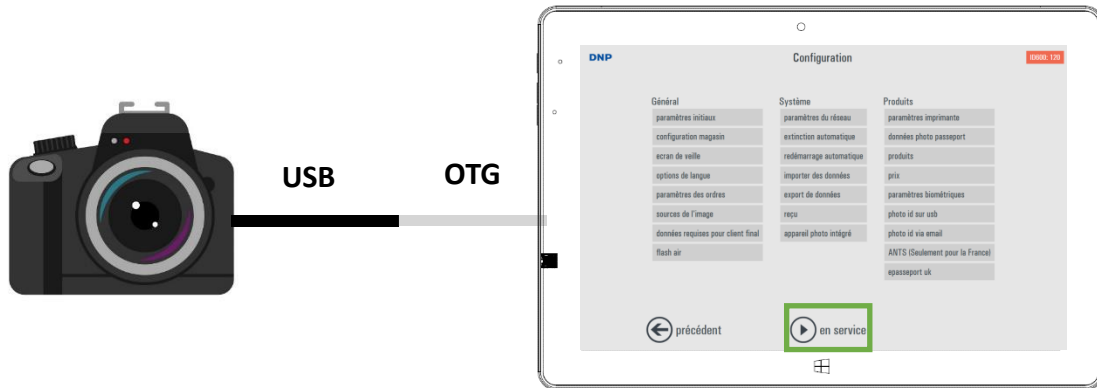 USB
OTG
DNP
Configuration
ID600: 120
Général
paramètres initiaux
configuration magasin
ecran de veille
options de langue
paramètres des ordres
sources de l'image
données requises pour client final
flash air
Système
paramètres du réseau
extinction automatique
redémarrage automatique
importer des données
export de données
reçu
appareil photo intégré
Produits
paramètres imprimante
données photo passeport
produits
prix
paramètres biométriques
photo id sur usb
photo id via email
ANTS (Seulement pour la France)
epasseport uk
précédent
en service